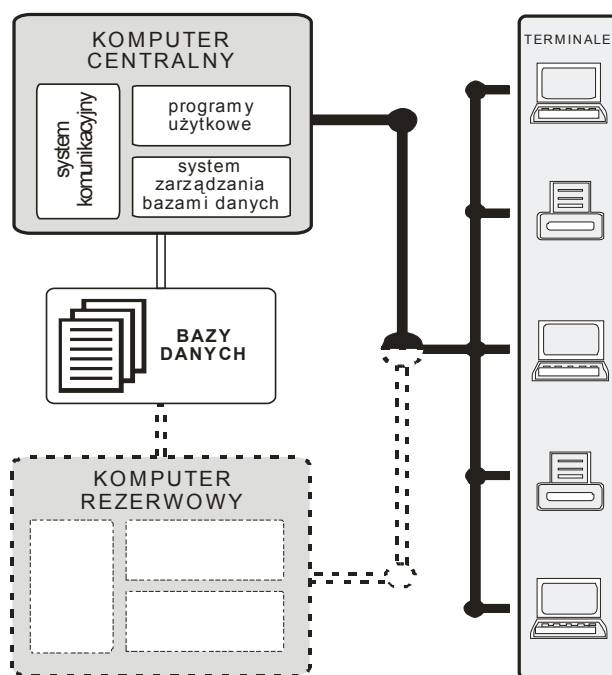 KOMPUTER
CENTRALNY
system
komunikacyjny
programy
użytkowe
system
zarządzania
bazami danych
BAZY
DANYCH
KOMPUTER
REZERWOWY
TERMINALE